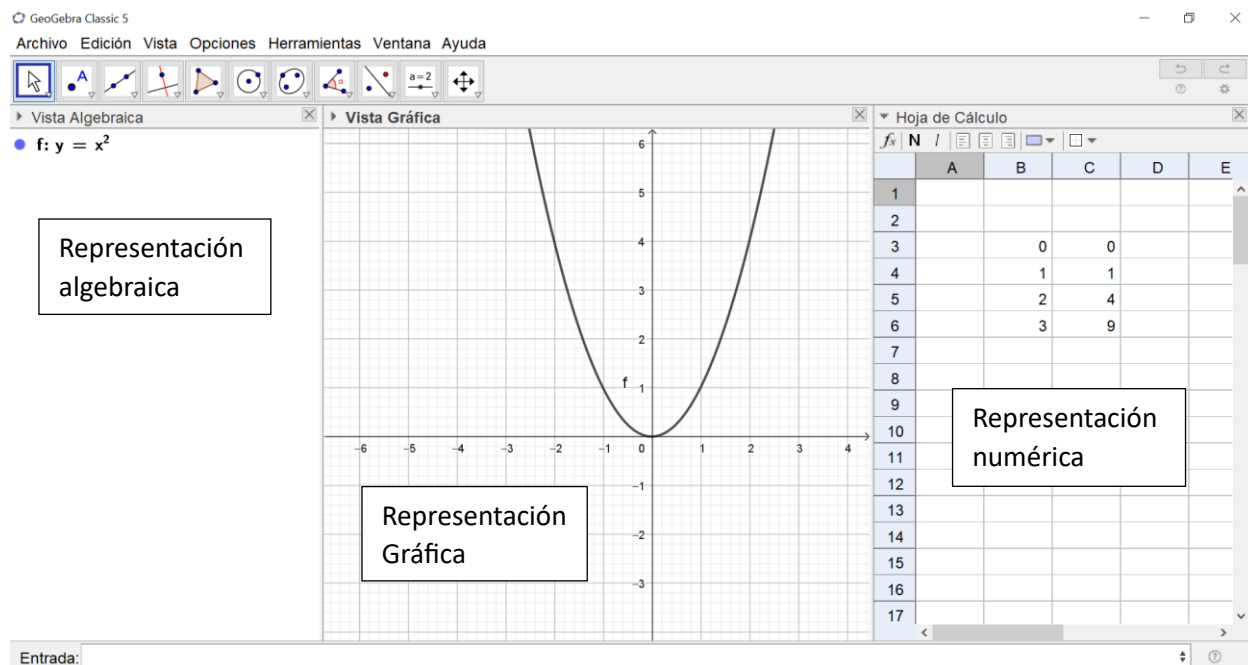 GeoGebra Classic 5
Archivo Edición Vista Opciones Herramientas Ventana Ayuda
A α a=2
Vista Algebraica
f: y = x²
Representación
algebraica
Vista Gráfica
6
5
4
3
2
f 1
−6 −5 −4 −3 −2 −1 0 1 2 3 4
−1
−2
−3
Representación
Gráfica
Hoja de Cálculo
fx N I
A B C D E
1
2
3 0 0
4 1 1
5 2 4
6 3 9
7
8
9
10
11
12
13
14
15
16
17
Representación
numérica
Entrada: